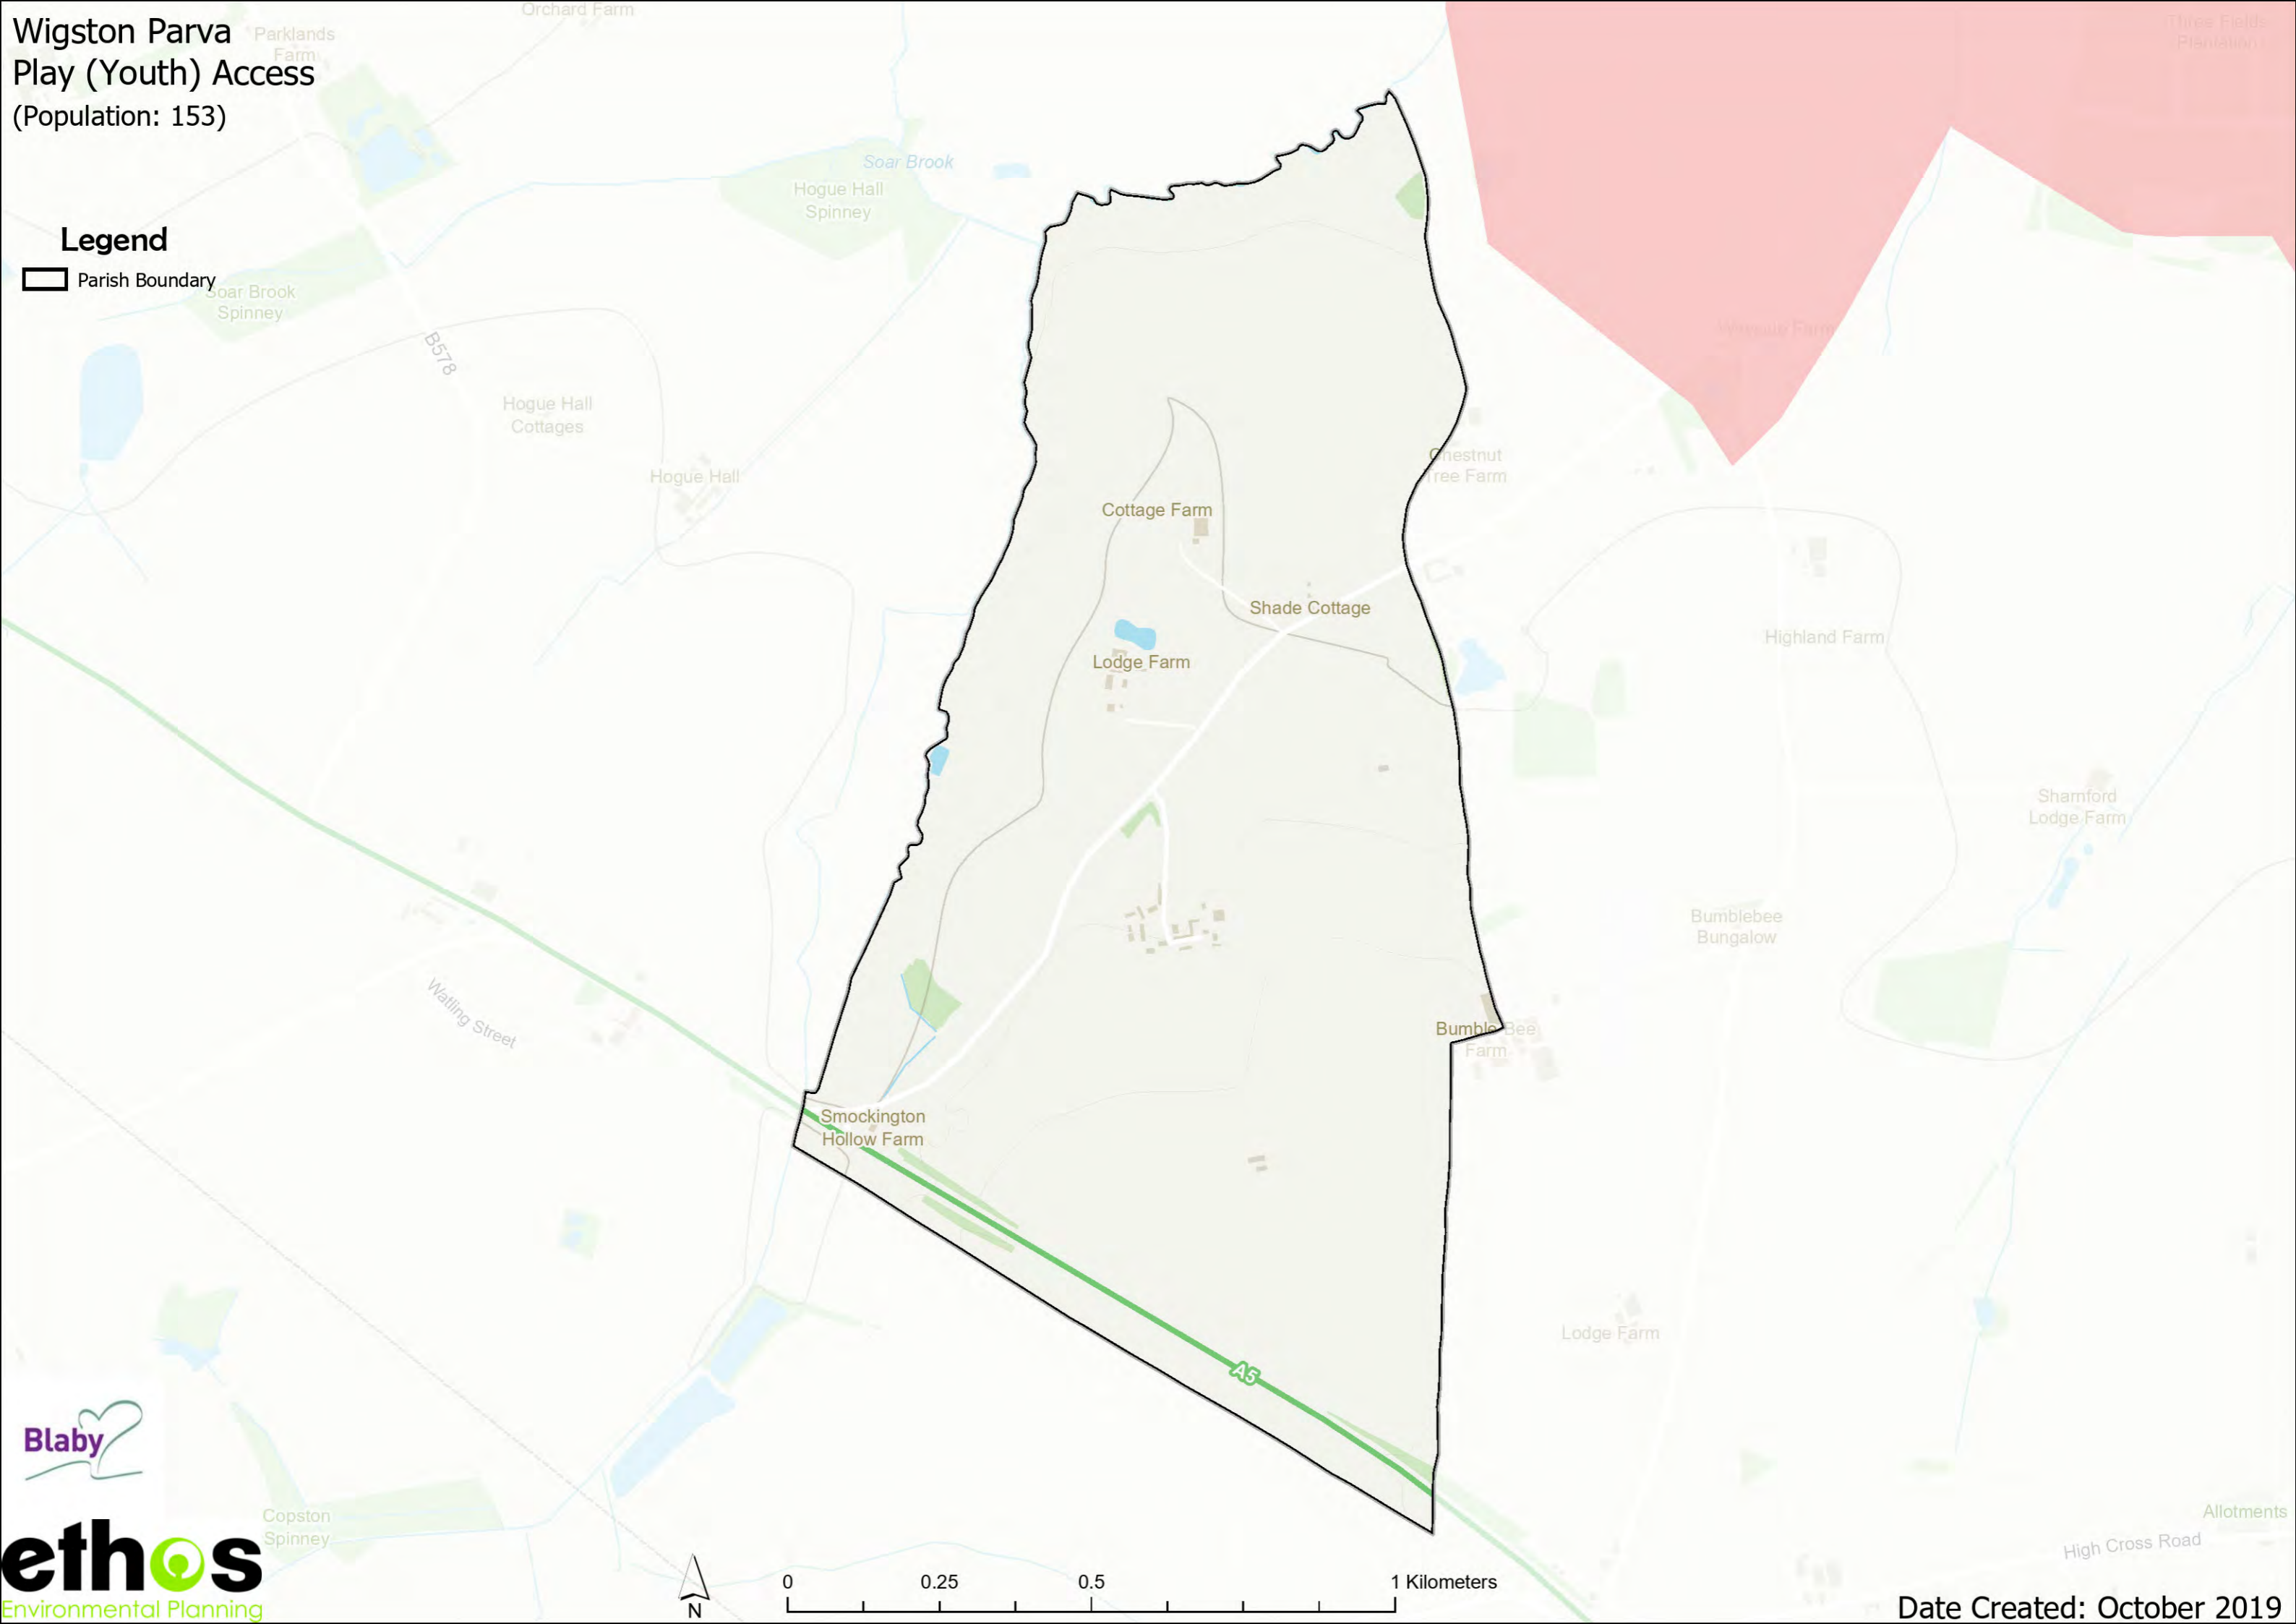 Wigston Parva
Play (Youth) Access
(Population: 153)
Legend
Parish Boundary
Orchard Farm
Parklands
Farm
Three Fields
Plantation
Soar Brook
Hogue Hall
Spinney
Soar Brook
Spinney
B578
Hogue Hall
Cottages
Hogue Hall
Chestnut
Tree Farm
Cottage Farm
Shade Cottage
Highland Farm
Lodge Farm
Sharnford
Lodge Farm
Bumblebee
Bungalow
Watling Street
Bumble Bee
Farm
Smockington
Hollow Farm
Lodge Farm
A5
Copston
Spinney
Allotments
High Cross Road
Blaby
ethos
Environmental Planning
N
0 0.25 0.5 1 Kilometers
Date Created: October 2019